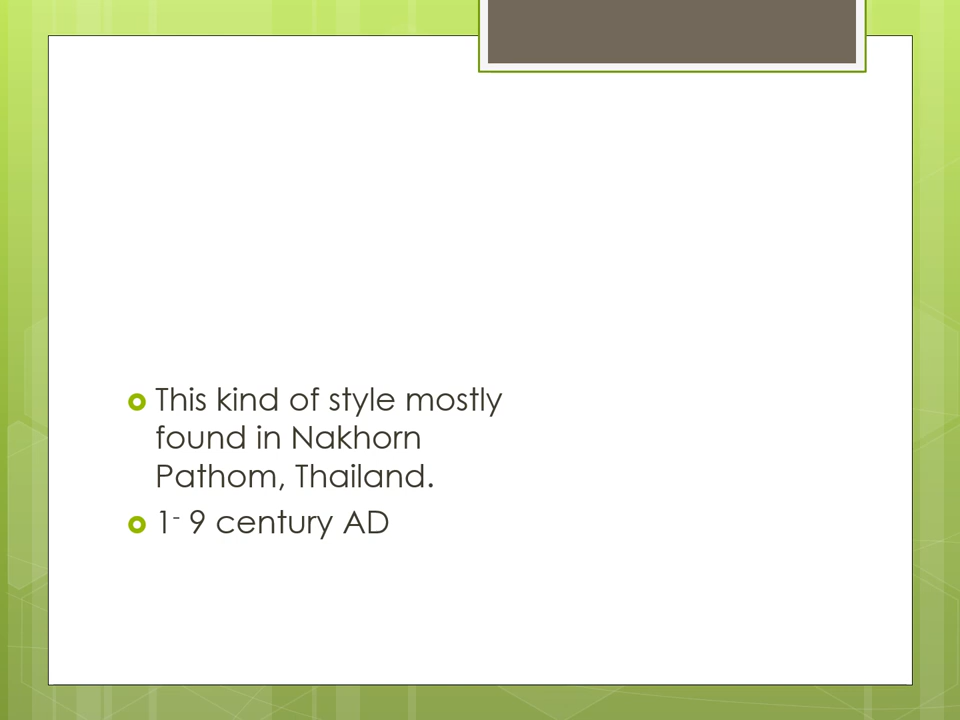 This kind of style mostly
found in Nakhorn
Pathom, Thailand.
1- 9 century AD